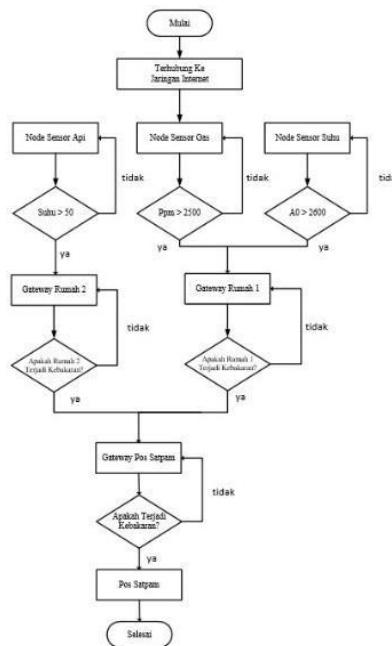 Mulai
Terhubung Ke
Jaringan Internet
Node Sensor Api
Node Sensor Gas
Node Sensor Suhu
tidak
tidak
tidak
Suhu > 50
Ppm > 2500
A0 > 2600
ya
ya
ya
Gateway Rumah 2
Gateway Rumah 1
tidak
tidak
Apakah Rumah 2
Terjadi Kebakaran?
Apakah Rumah 1
Terjadi Kebakaran?
ya
ya
Gateway Pos Satpam
tidak
Apakah Terjadi
Kebakaran?
ya
Pos Satpam
Selesai